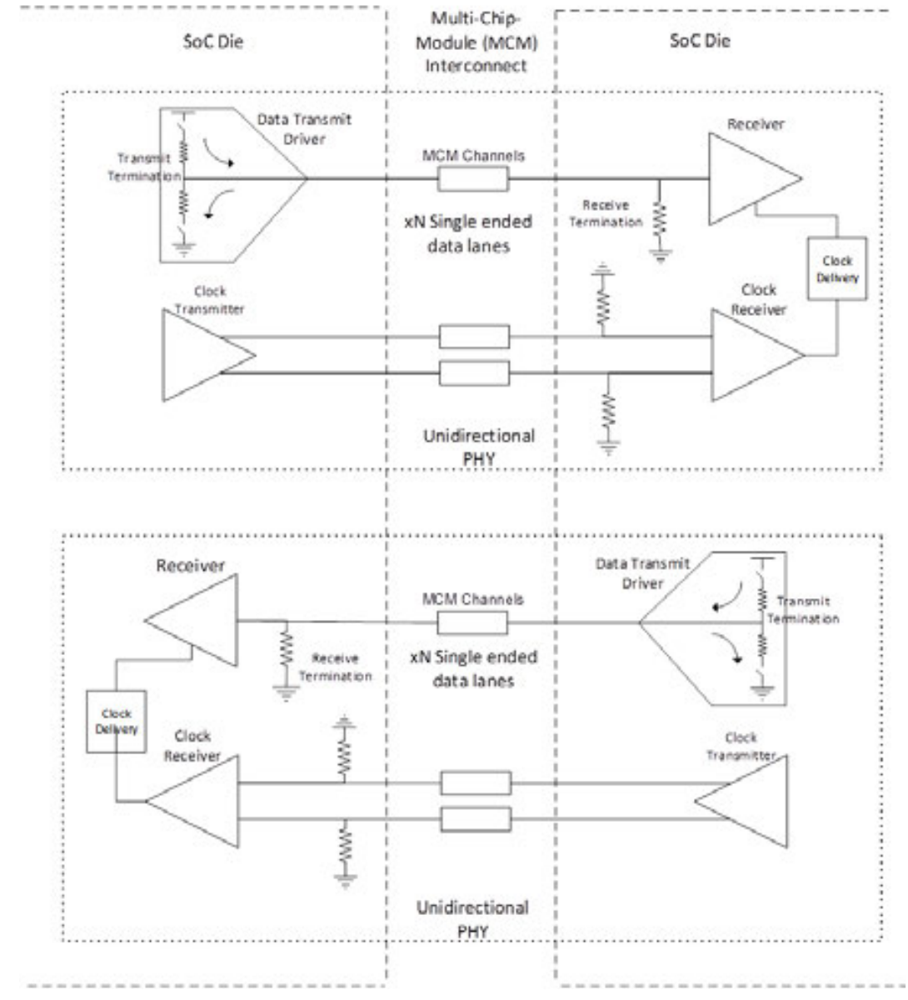 SoC Die
Multi-Chip-
Module (MCM)
Interconnect
SoC Die
Data Transmit
Driver
Transmit
Termination
MCM Channels
xN Single ended
data lanes
Receiver
Receive
Termination
Clock
Delivery
Clock
Transmitter
Clock
Receiver
Unidirectional
PHY
Receiver
Receive
Termination
MCM Channels
xN Single ended
data lanes
Data Transmit
Driver
Transmit
Termination
Clock
Delivery
Clock
Receiver
Clock
Transmitter
Unidirectional
PHY